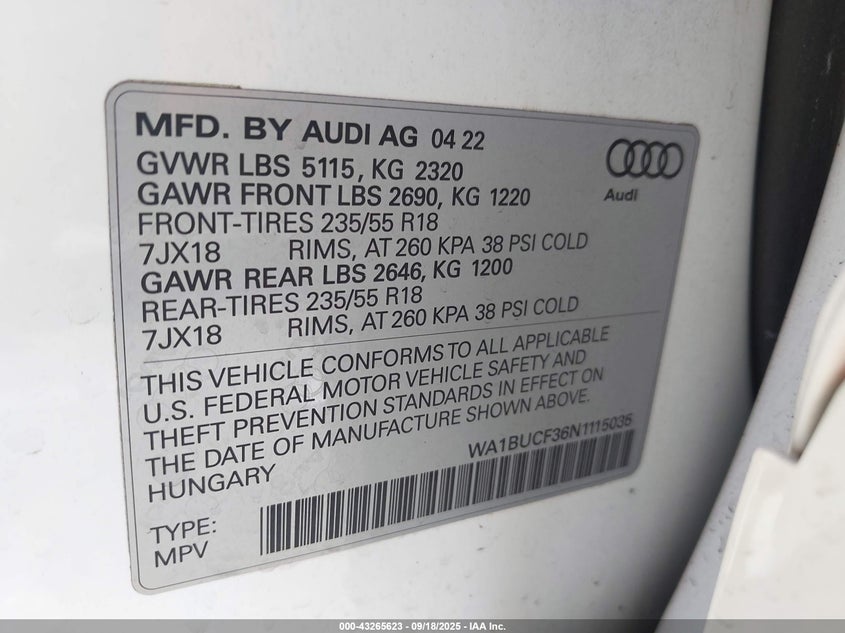 MFD. BY AUDI AG 04 22
GVWR LBS 5115, KG 2320
GAWR FRONT LBS 2690, KG 1220
FRONT-TIRES 235/55 R18
7JX18 RIMS, AT 260 KPA 38 PSI COLD
GAWR REAR LBS 2646, KG 1200
REAR-TIRES 235/55 R18
7JX18 RIMS, AT 260 KPA 38 PSI COLD
Audi
THIS VEHICLE CONFORMS TO ALL APPLICABLE
U.S. FEDERAL MOTOR VEHICLE SAFETY AND
THEFT PREVENTION STANDARDS IN EFFECT ON
THE DATE OF MANUFACTURE SHOWN ABOVE.
HUNGARY
WA1BUCF36N1115035
TYPE:
MPV
000-43265623 - 09/18/2025 - IAA Inc.